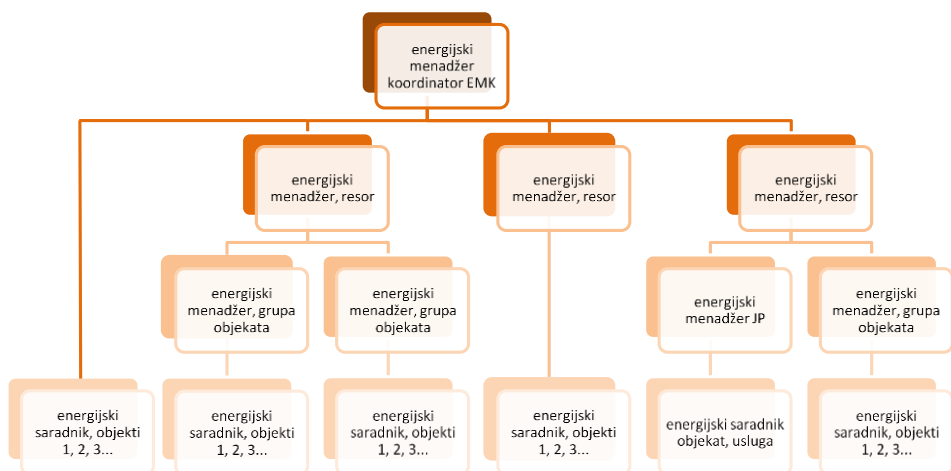 energijski
menadžer
koordinator EMK
energijski
menadžer, resor
energijski
menadžer, resor
energijski
menadžer, resor
energijski
menadžer, grupa
objekata
energijski
menadžer, grupa
objekata
energijski
menadžer JP
energijski
menadžer, grupa
objekata
energijski
saradnik, objekti
1, 2, 3...
energijski
saradnik, objekti
1, 2, 3...
energijski
saradnik, objekti
1, 2, 3...
energijski
saradnik, objekti
1, 2, 3...
energijski saradnik
objekat, usluga
energijski
saradnik, objekti
1, 2, 3...